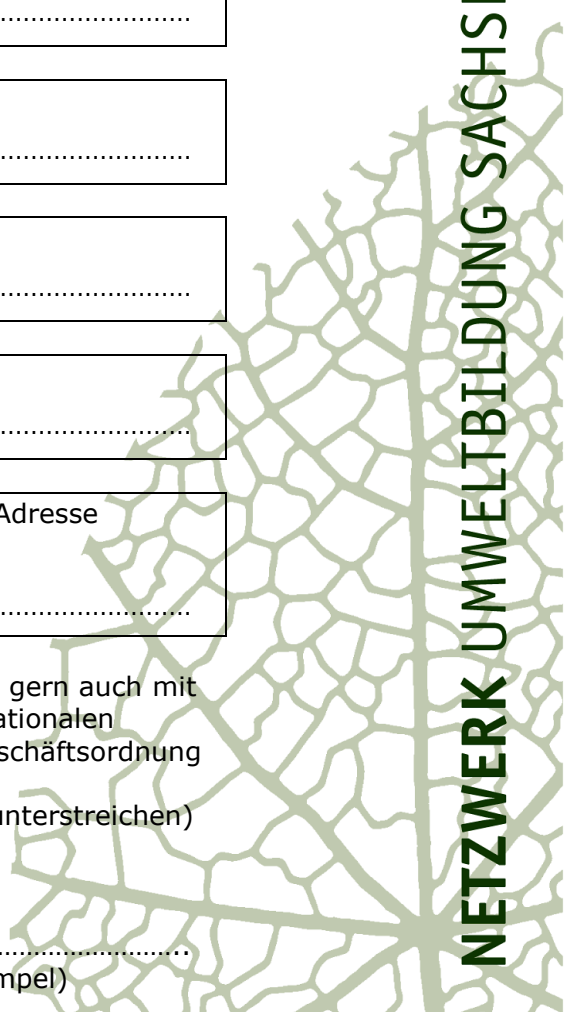 ……………………………
……………………………
……………………………
……………………………
Adresse
……………………………
gern auch mit
ationalen
schäftsordnung
unterstreichen)
……………………………..
mpel)
NETZWERK UMWELTBILDUNG SACHS